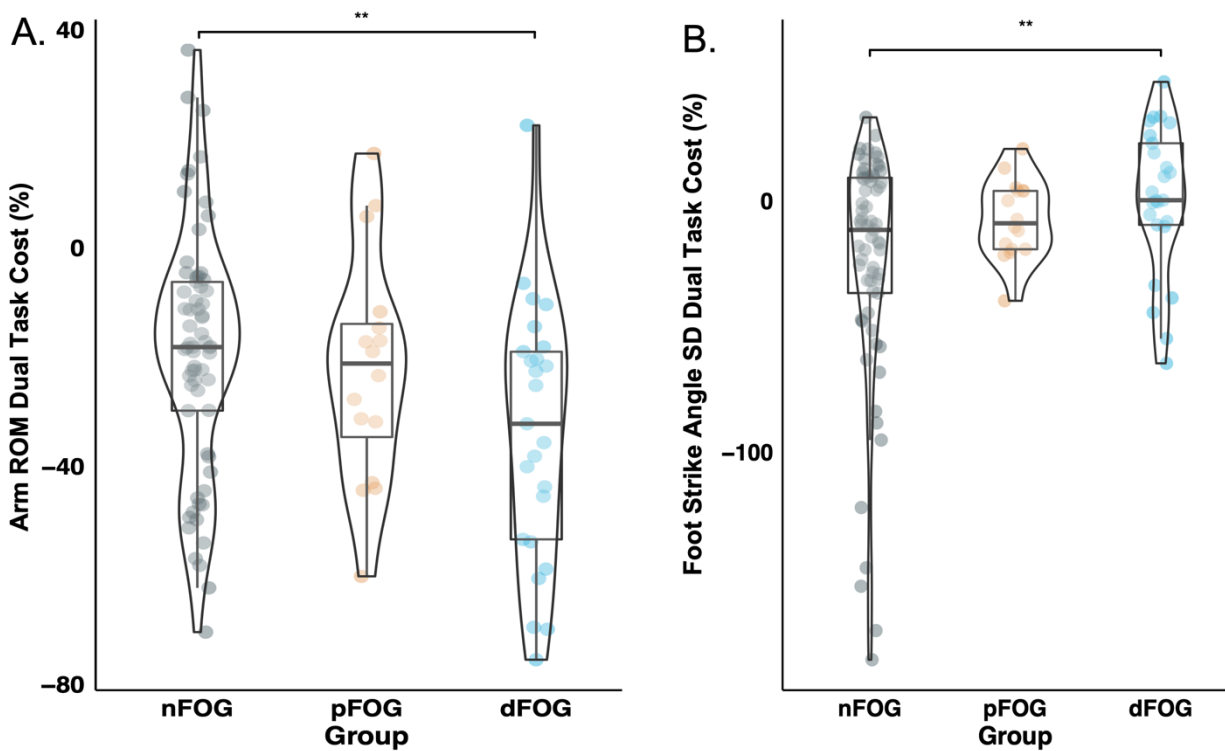 A.
**
Arm ROM Dual Task Cost (%)
40
0
−40
−80
nFOG pFOG dFOG
Group
B.
**
Foot Strike Angle SD Dual Task Cost (%)
0
−100
nFOG pFOG dFOG
Group